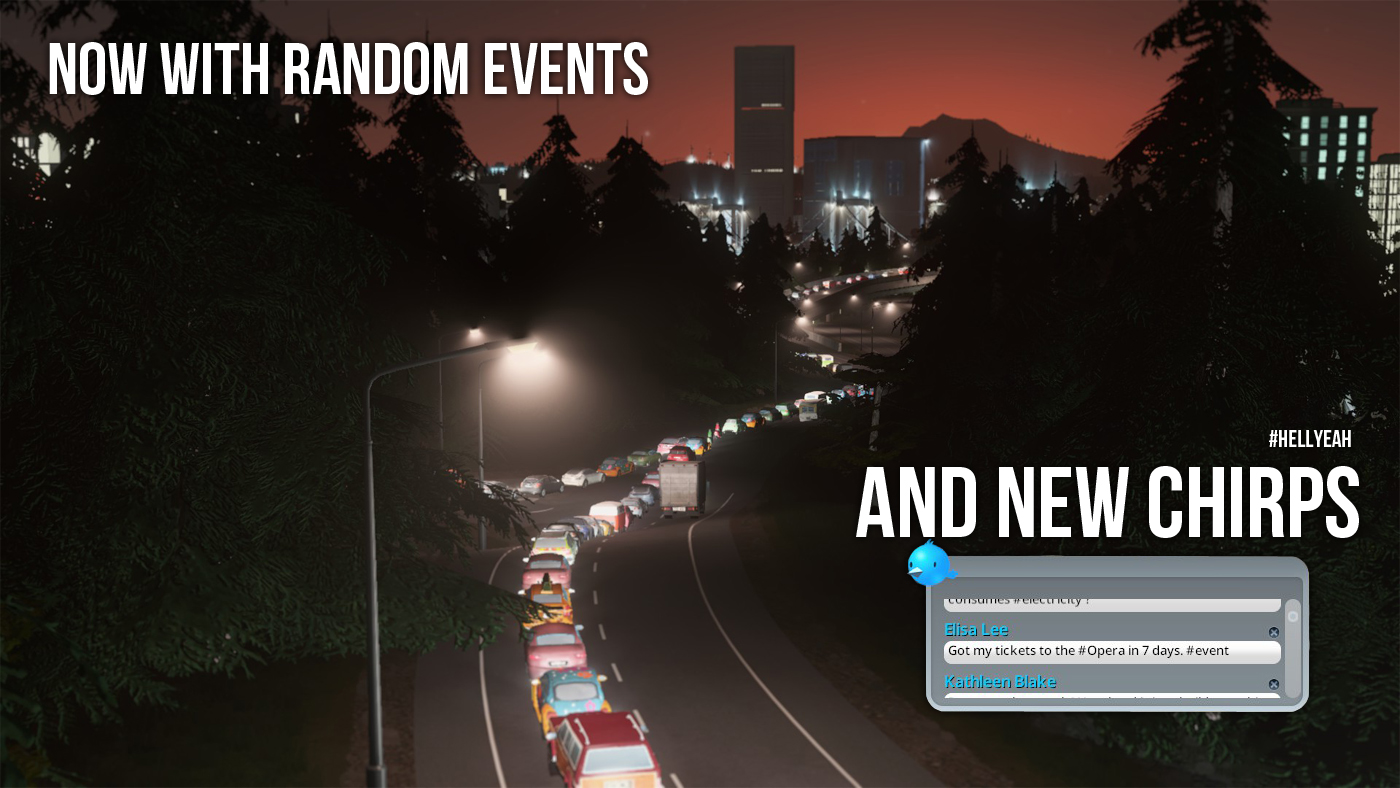 NOW WITH RANDOM EVENTS
#HELLYEAH
AND NEW CHIRPS
consumes #electricity ?
Elisa Lee
Got my tickets to the #Opera in 7 days. #event
Kathleen Blake